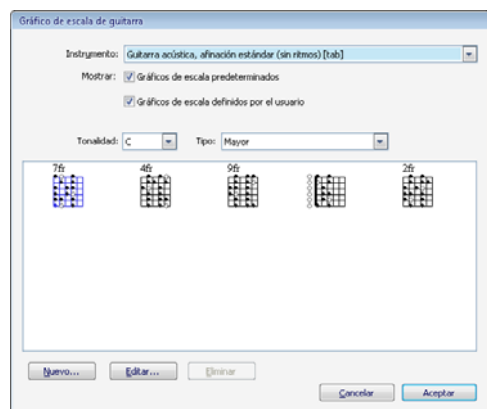 Gráfico de escala de guitarra
Instrumento: Guitarra acústica, afinación estándar (sin ritmos) [tab]
Mostrar: Gráficos de escala predeterminados
Gráficos de escala definidos por el usuario
Tonalidad: C Tipo: Mayor
7fr 4fr 9fr 2fr
Nuevo... Editar... Eliminar
Cancelar Aceptar